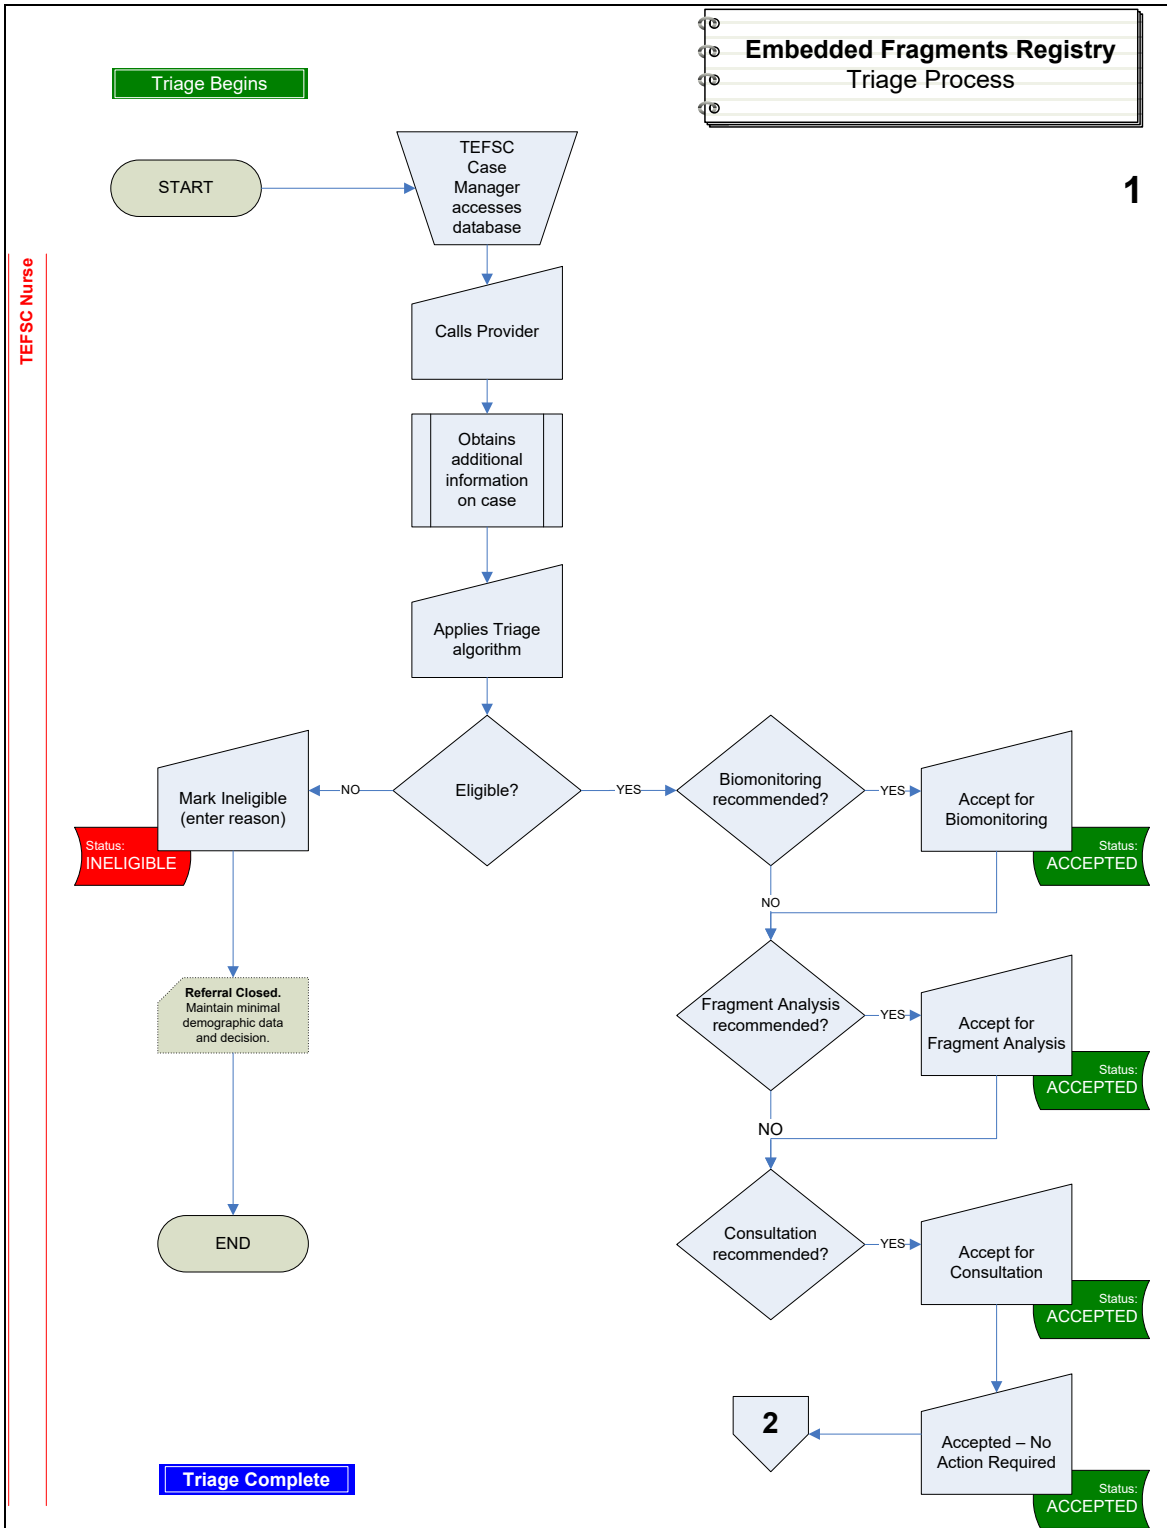 Embedded Fragments Registry
Triage Process
Triage Begins
1
START
TEFSC
Case
Manager
accesses
database
TEFSC Nurse
Calls Provider
Obtains
additional
information
on case
Applies Triage
algorithm
Eligible?
NO
YES
Mark Ineligible
(enter reason)
Status:
INELIGIBLE
Biomonitoring
recommended?
YES
Accept for
Biomonitoring
Status:
ACCEPTED
NO
Referral Closed.
Maintain minimal
demographic data
and decision.
Fragment Analysis
recommended?
YES
Accept for
Fragment Analysis
Status:
ACCEPTED
NO
END
Consultation
recommended?
YES
Accept for
Consultation
Status:
ACCEPTED
2
Accepted – No
Action Required
Status:
ACCEPTED
Triage Complete